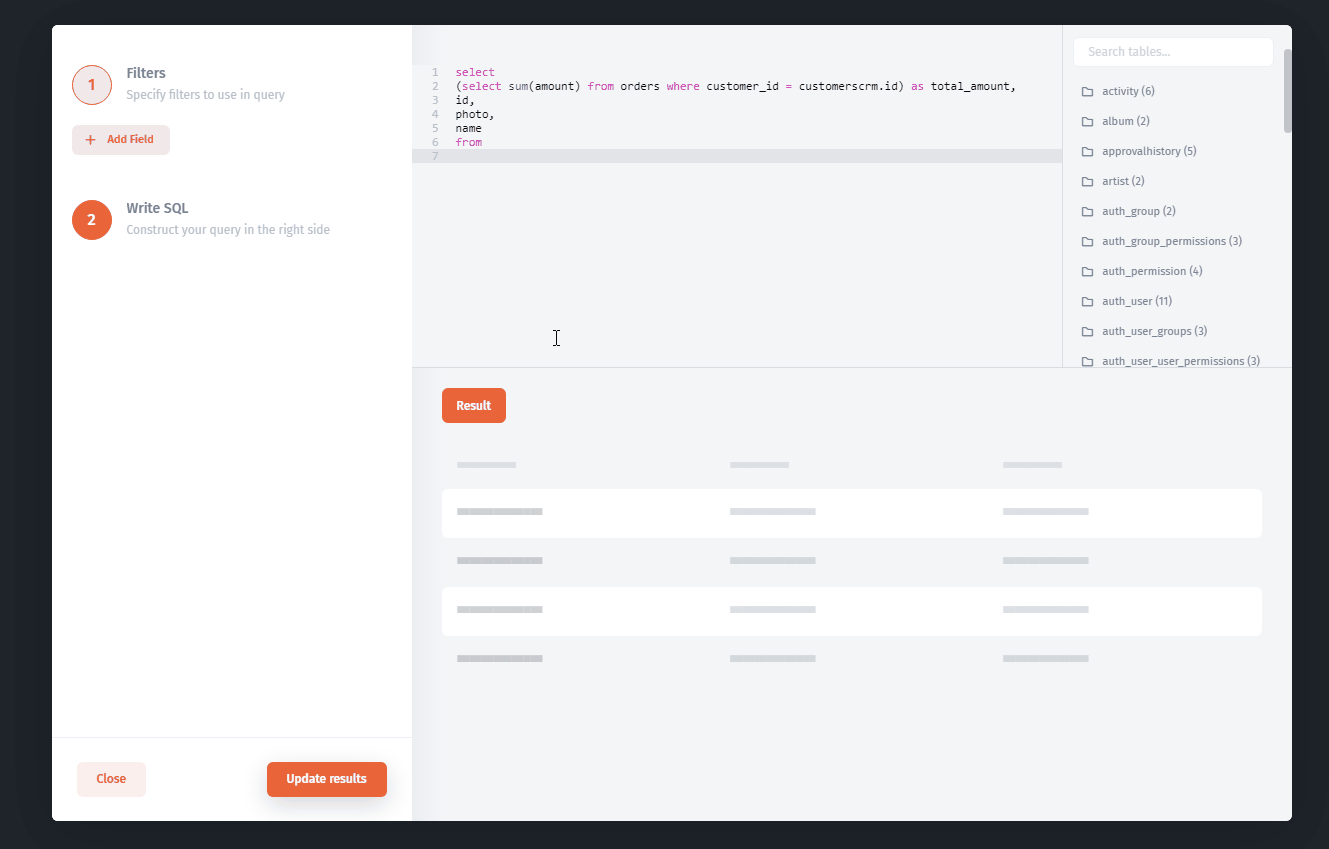 1
Filters
Specify filters to use in query
+ Add Field
2
Write SQL
Construct your query in the right side
Close
Update results
1 select
2 (select sum(amount) from orders where customer_id = customerscrm.id) as total_amount,
3 id,
4 photo,
5 name
6 from
7
Search tables...
activity (6)
album (2)
approvalhistory (5)
artist (2)
auth_group (2)
auth_group_permissions (3)
auth_permission (4)
auth_user (11)
auth_user_groups (3)
auth_user_user_permissions (3)
Result